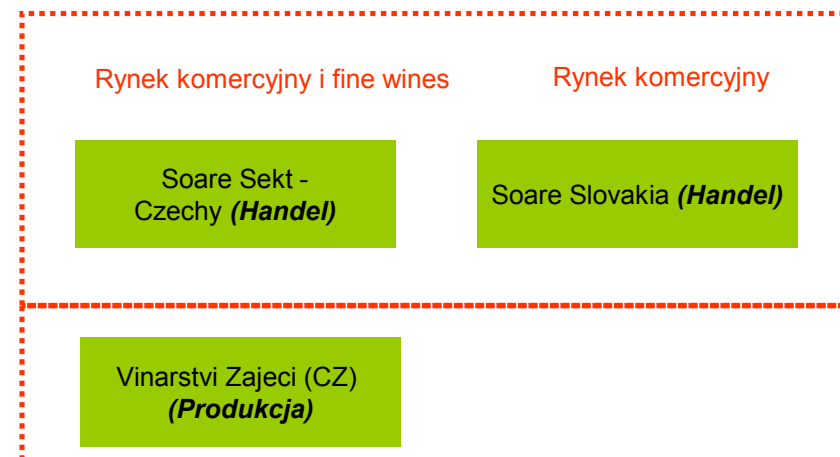 Rynek komercyjny i fine wines
Rynek komercyjny
Soare Sekt -
Czechy (Handel)
Soare Slovakia (Handel)
Vinarstvi Zajeci (CZ)
(Produkcja)